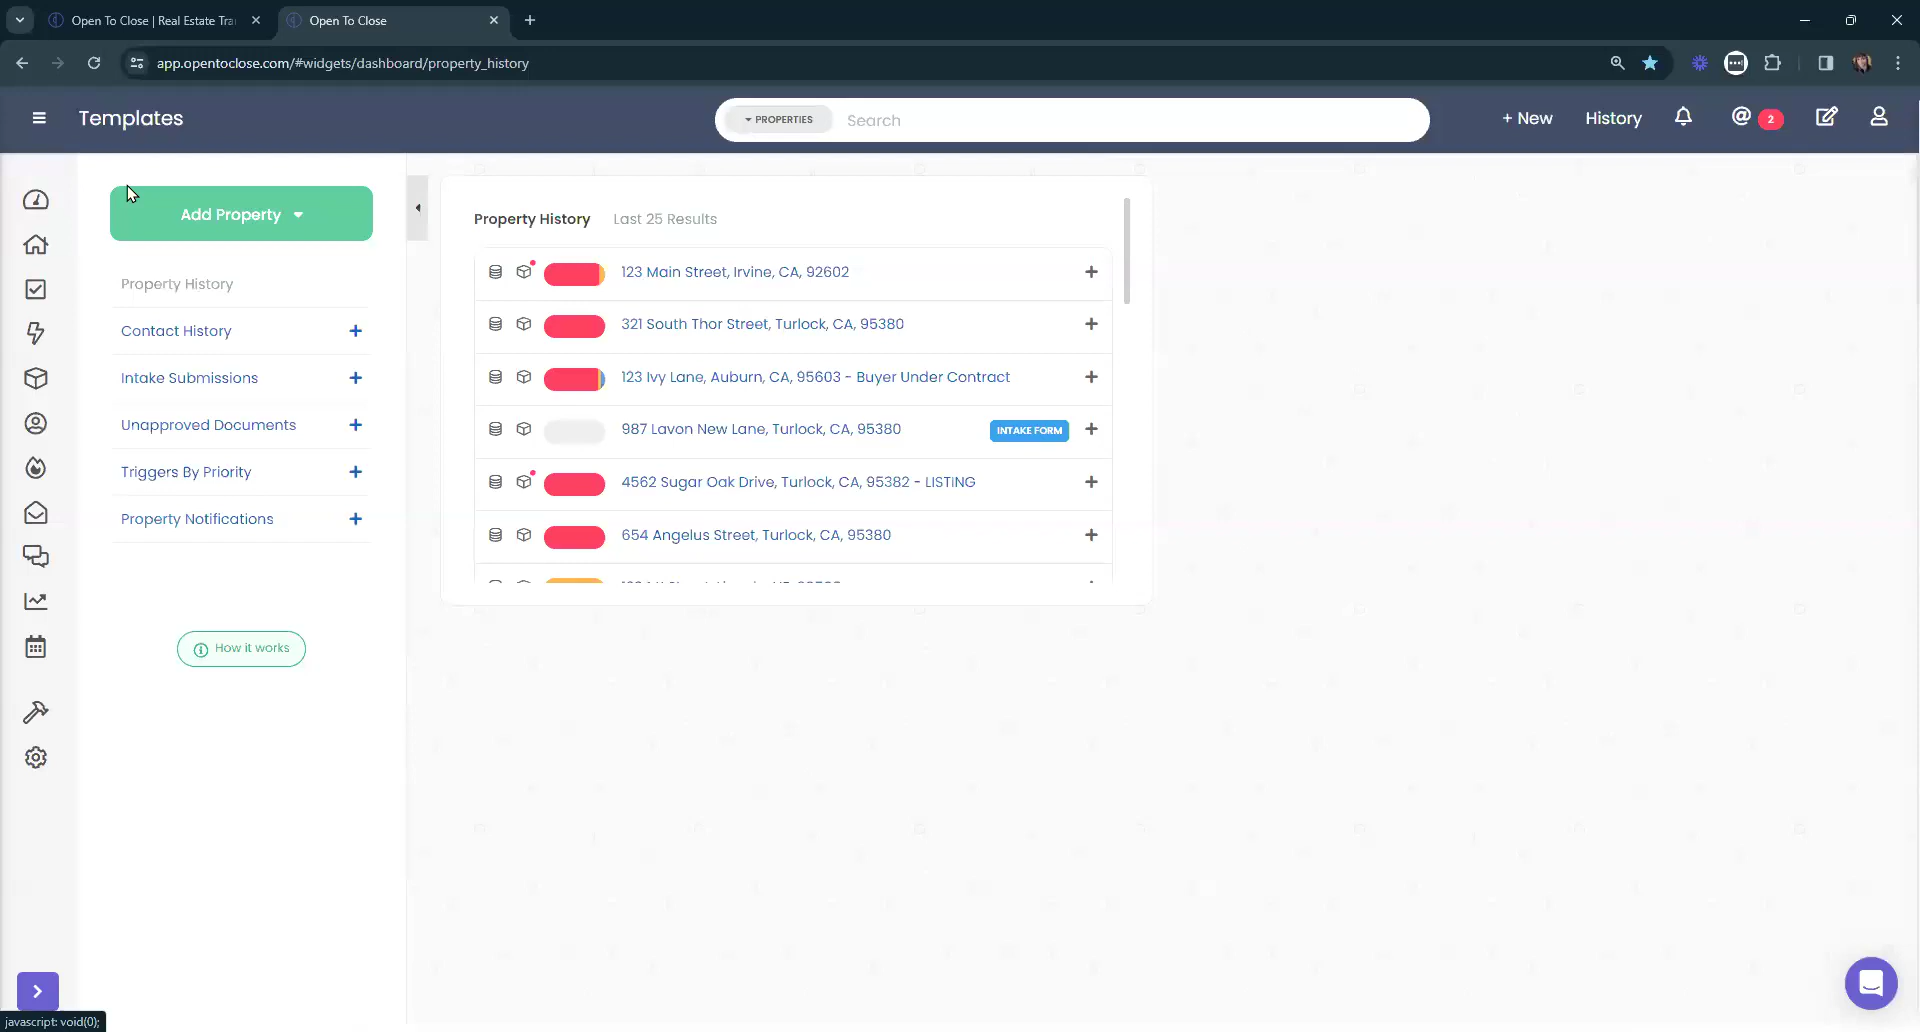 Open To Close | Real Estate Tra
Open To Close
app.opentoclose.com/#widgets/dashboard/property_history
Templates
PROPERTIES
Search
+ New
History
@ 2
Add Property
Property History
Contact History
Intake Submissions
Unapproved Documents
Triggers By Priority
Property Notifications
How it works
Property History Last 25 Results
123 Main Street, Irvine, CA, 92602
321 South Thor Street, Turlock, CA, 95380
123 Ivy Lane, Auburn, CA, 95603 - Buyer Under Contract
987 Lavon New Lane, Turlock, CA, 95380 INTAKE FORM
4562 Sugar Oak Drive, Turlock, CA, 95382 - LISTING
654 Angelus Street, Turlock, CA, 95380
javascript: void(0);